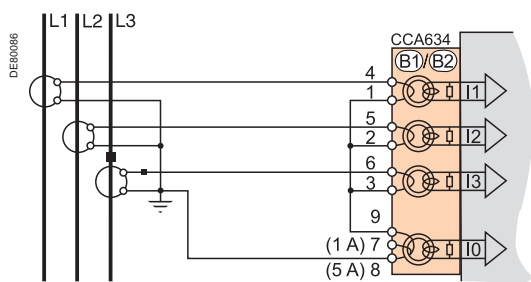 DE80086
L1 L2 L3
CCA634
B1 / B2
4
1
I1
5
2
I2
6
3
I3
9
(1 A) 7
I0
(5 A) 8